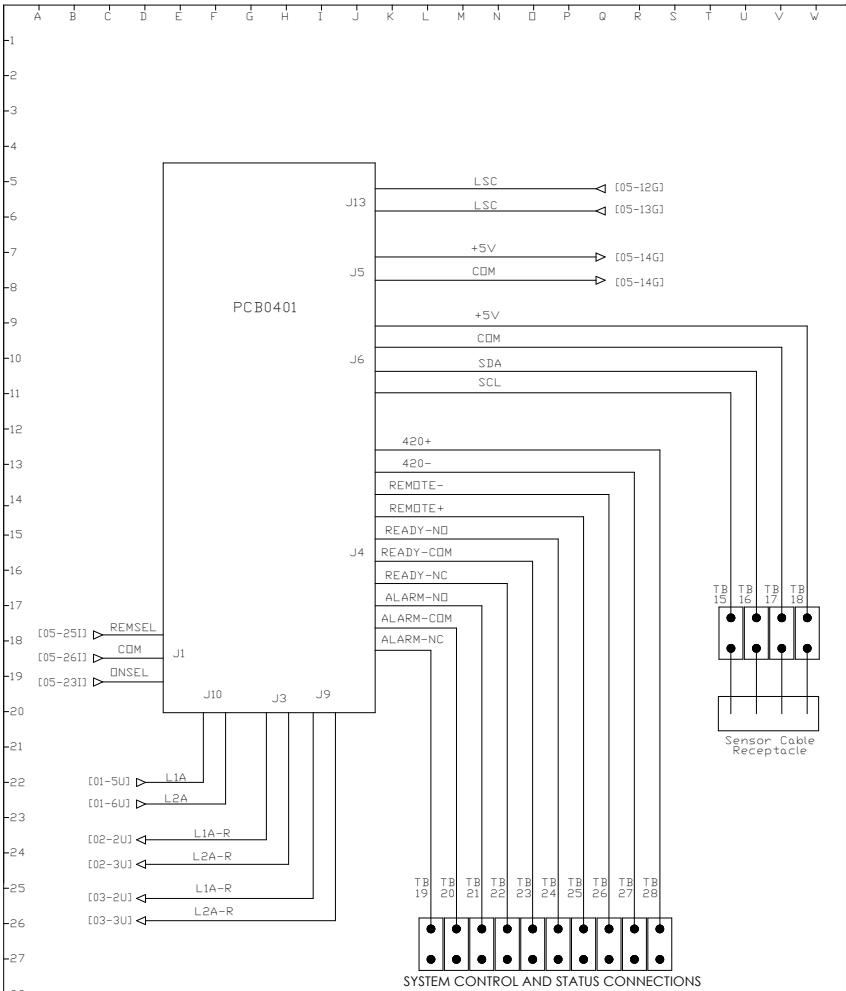 A B C D E F G H I J K L M N O P Q R S T U V W
1
2
3
4
5
LSC
[05-12G]
J13
6
LSC
[05-13G]
7
+5V
[05-14G]
J5
8
COM
[05-14G]
PCB0401
9
+5V
COM
10
J6
SDA
11
SCL
12
420+
13
420-
14
REMOTE-
REMOTE+
15
READY-NO
J4
READY-COM
16
READY-NC
17
ALARM-NO
TB 15
TB 16
TB 17
TB 18
ALARM-COM
18
[05-25I]
REMSEL
ALARM-NC
[05-26I]
COM
J1
19
[05-23I]
ONSEL
J10
J3
J9
20
21
Sensor Cable
Receptacle
22
[01-5U]
L1A
[01-6U]
L2A
23
[02-2U]
L1A-R
24
[02-3U]
L2A-R
25
[03-2U]
L1A-R
TB 19
TB 20
TB 21
TB 22
TB 23
TB 24
TB 25
TB 26
TB 27
TB 28
26
[03-3U]
L2A-R
27
SYSTEM CONTROL AND STATUS CONNECTIONS